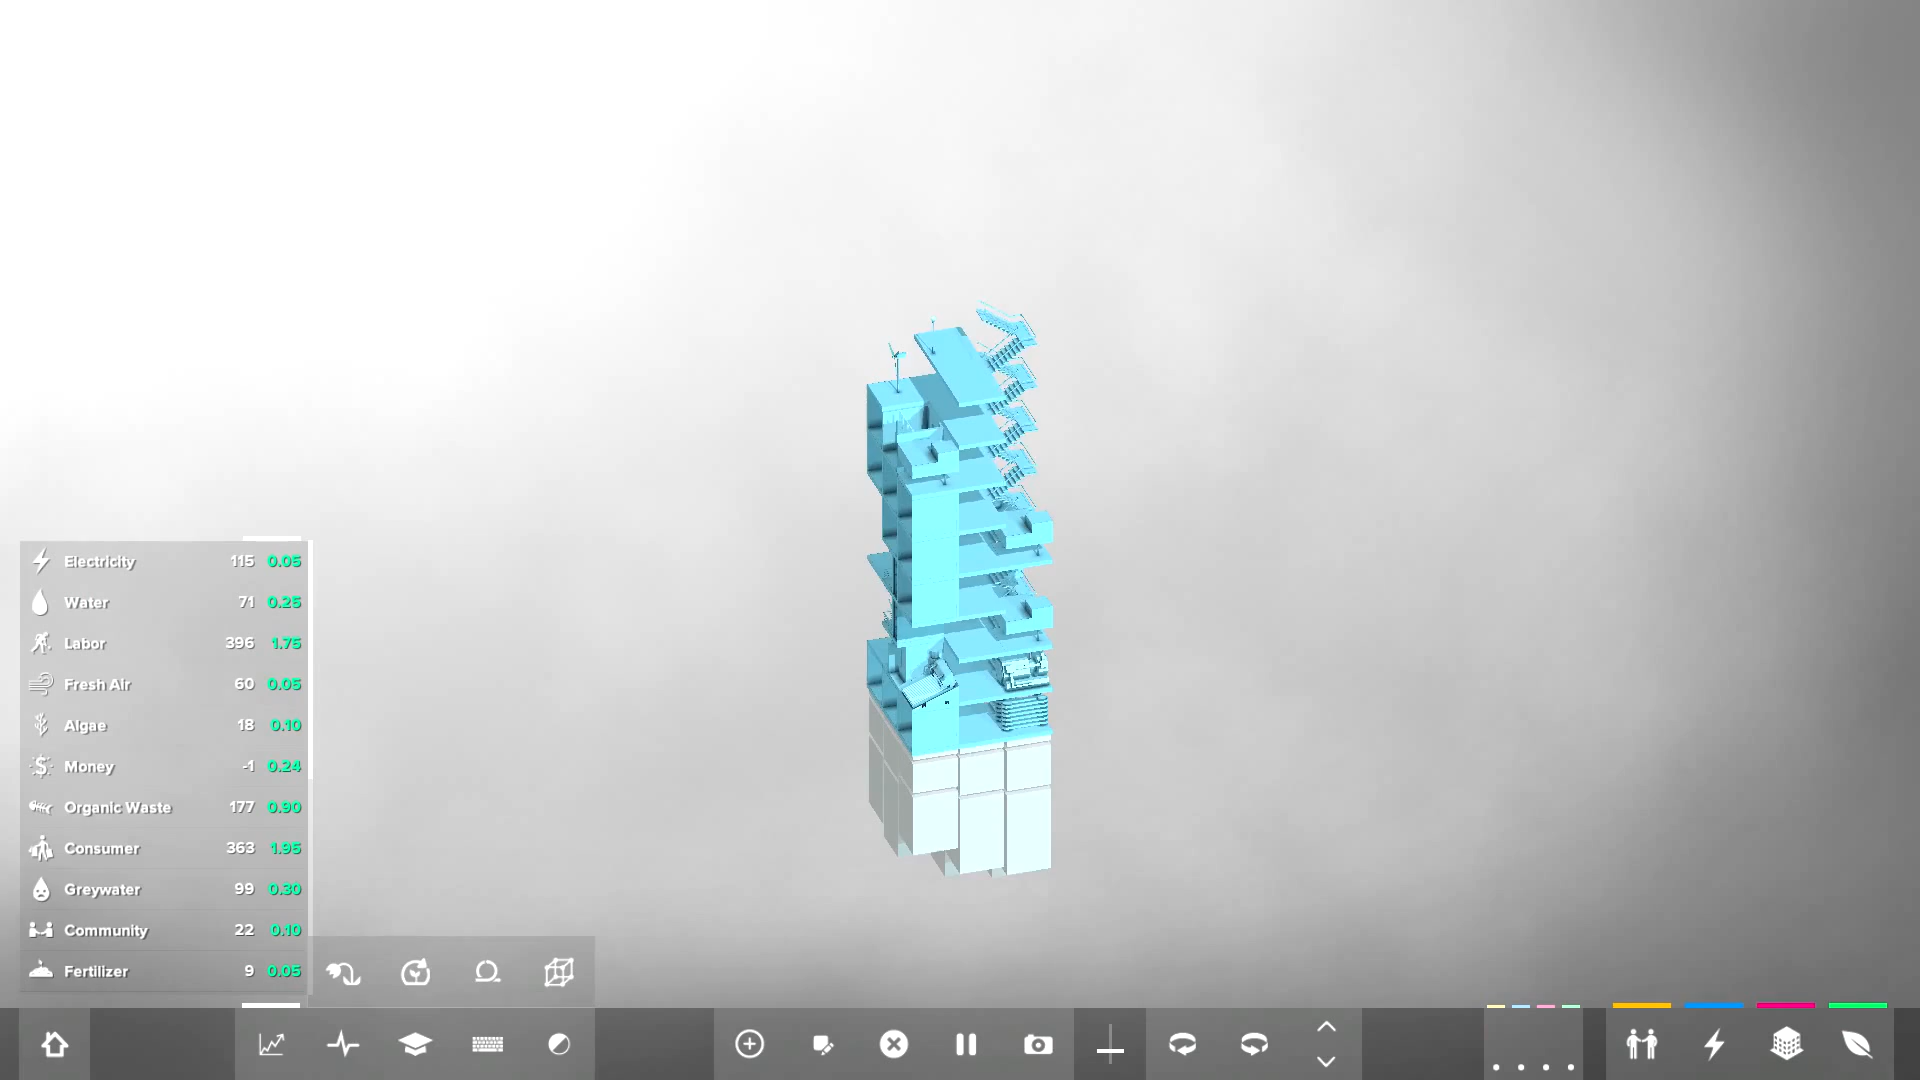 Electricity 115 0.05
Water 71 0.25
Labor 396 1.75
Fresh Air 60 0.05
Algae 18 0.10
Money -1 0.24
Organic Waste 177 0.90
Consumer 363 1.95
Greywater 99 0.30
Community 22 0.10
Fertilizer 9 0.05